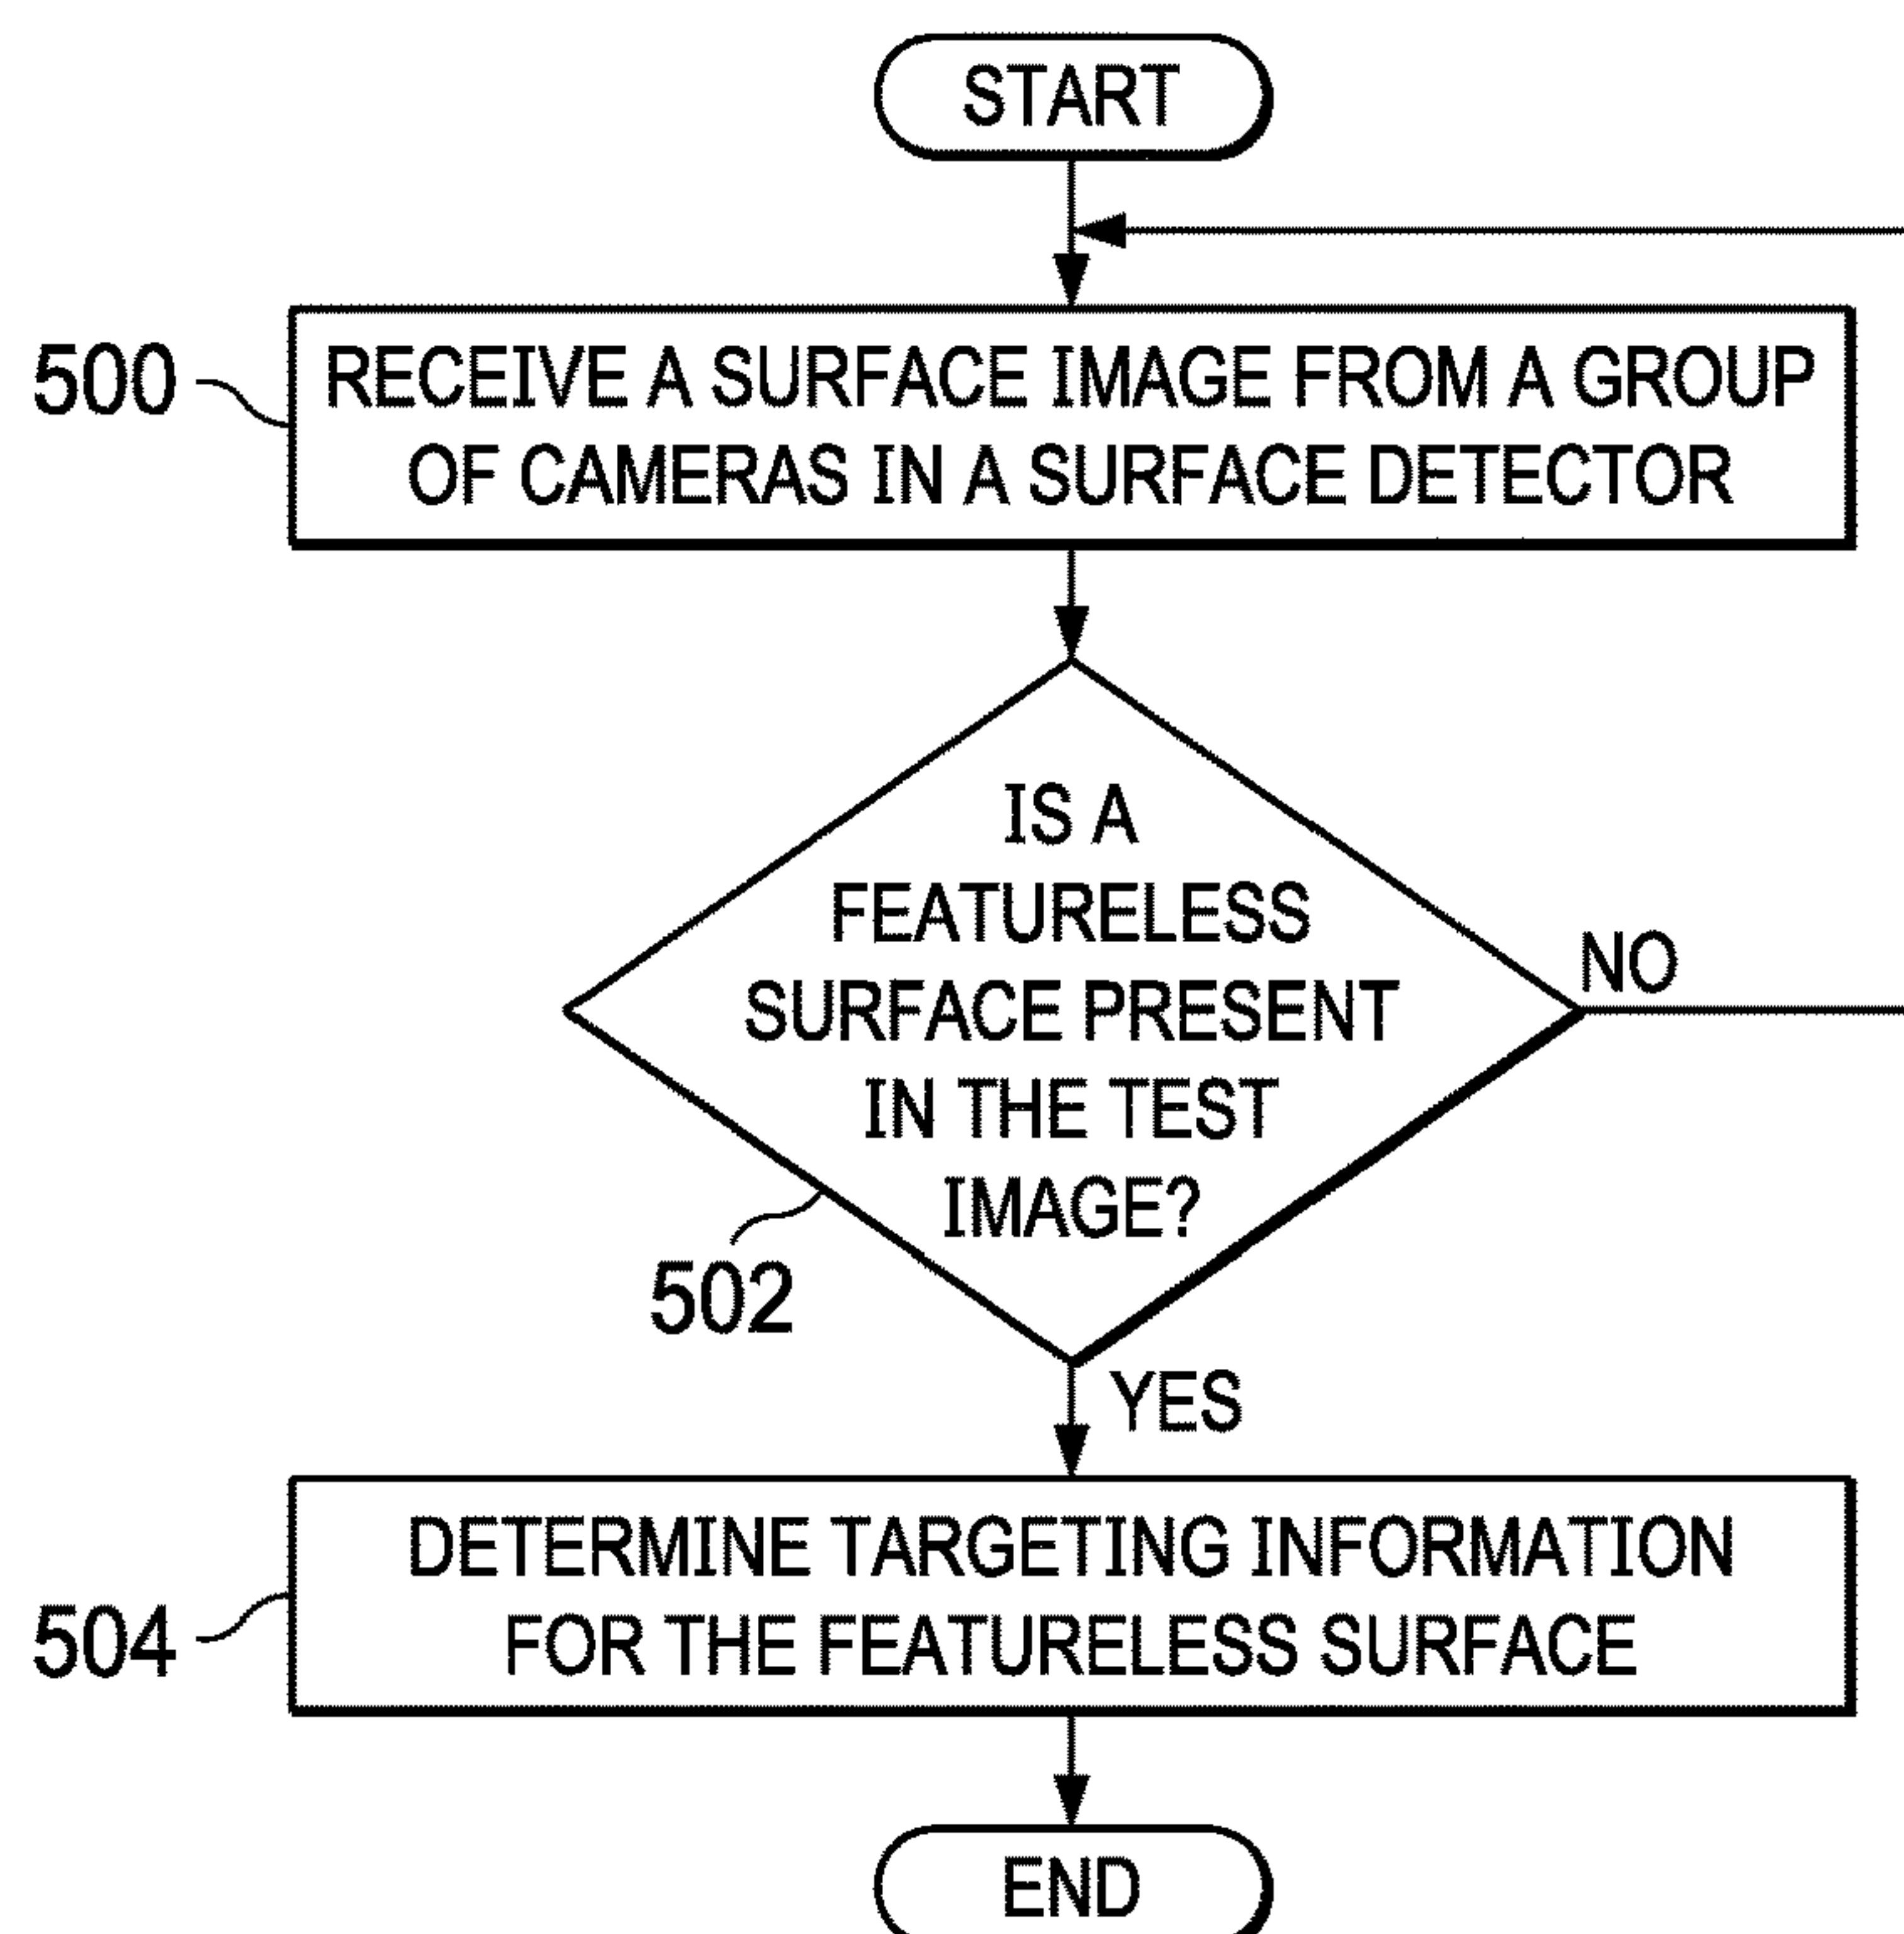 START
500
RECEIVE A SURFACE IMAGE FROM A GROUP
OF CAMERAS IN A SURFACE DETECTOR
IS A
FEATURELESS
SURFACE PRESENT
IN THE TEST
IMAGE?
NO
502
YES
504
DETERMINE TARGETING INFORMATION
FOR THE FEATURELESS SURFACE
END